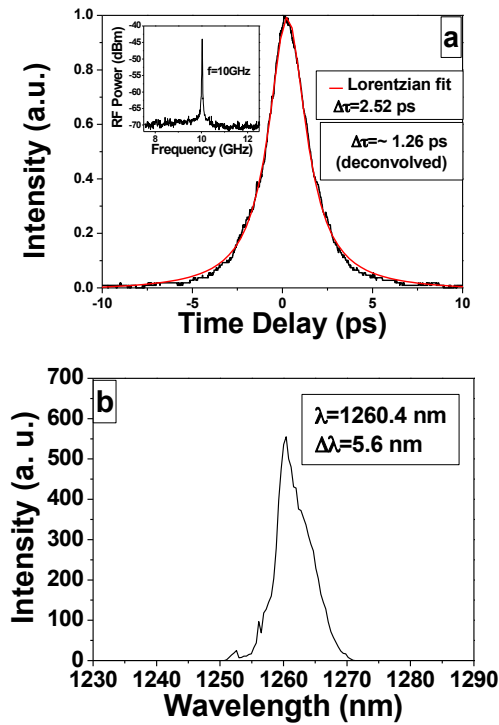 a
Intensity (a.u.)
1.0
0.8
0.6
0.4
0.2
0.0
-10
-5
0
5
10
Time Delay (ps)
RF Power (dBm)
-35
-40
-45
-50
-55
-60
-65
-70
8
10
12
Frequency (GHz)
f=10GHz
Lorentzian fit
Δτ=2.52 ps
Δτ=~ 1.26 ps
(deconvolved)
b
Intensity (a. u.)
700
600
500
400
300
200
100
0
1230
1240
1250
1260
1270
1280
1290
Wavelength (nm)
λ=1260.4 nm
Δλ=5.6 nm